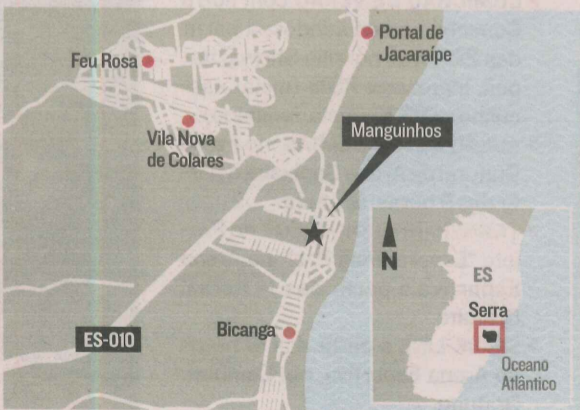 Portal de
Jacaraípe
Feu Rosa
Vila Nova
de Colares
Manguinhos
N
ES
Serra
Bicanga
ES-010
Oceano
Atlântico